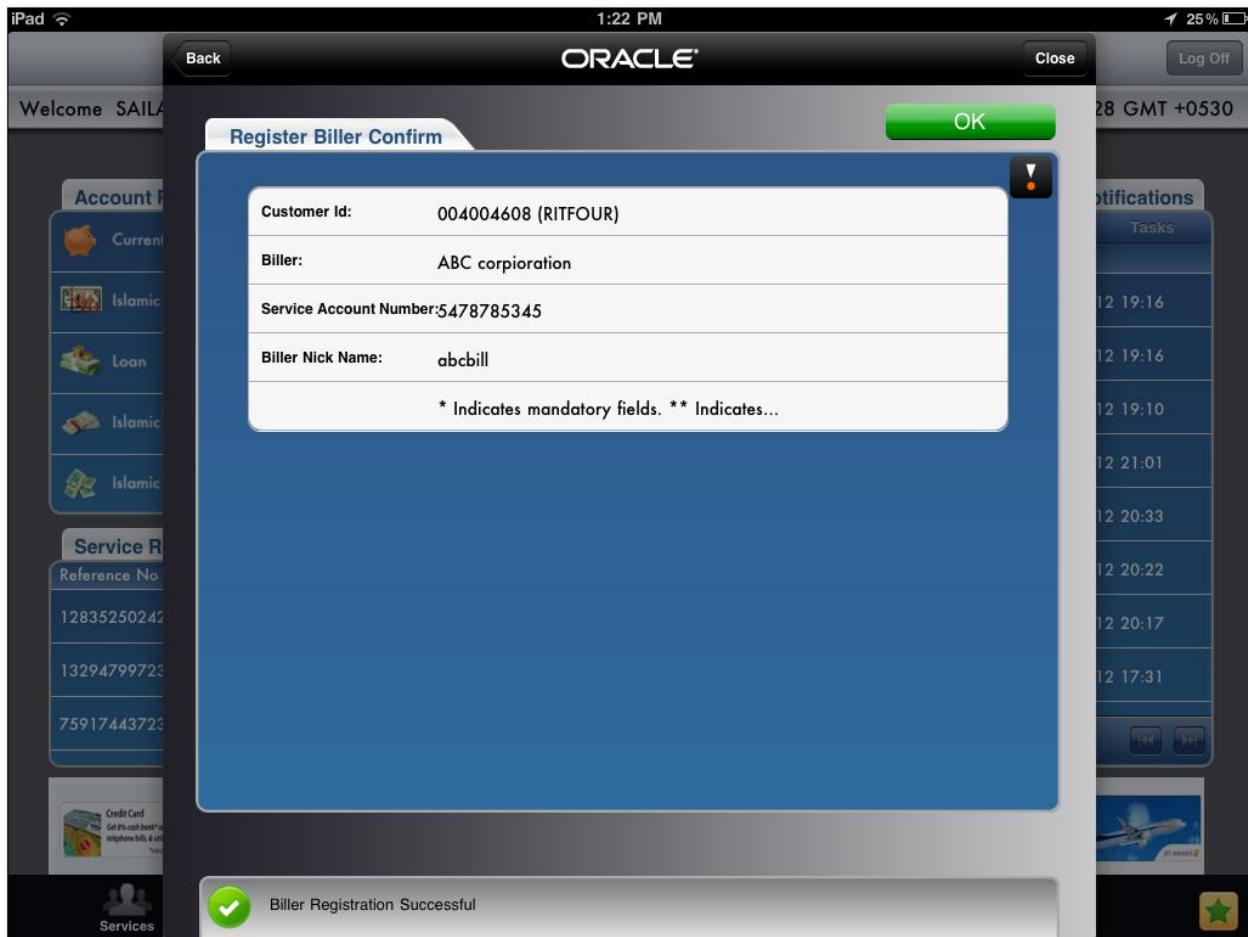 iPad 1:22 PM 25%
Back ORACLE® Close Log Off
Welcome SAILA 28 GMT +0530
Register Biller Confirm OK
Account otifications
Tasks
Customer Id: 004004608 (RITFOUR)
Biller: ABC corpioration
Service Account Number: 5478785345
Biller Nick Name: abcbill
* Indicates mandatory fields. ** Indicates...
Current
Islamic
Loan
Islamic
Islamic
12 19:16
12 19:16
12 19:10
12 21:01
12 20:33
12 20:22
12 20:17
12 17:31
Service R
Reference No
12835250242
13294799723
75917443723
Credit Card
Biller Registration Successful
Services